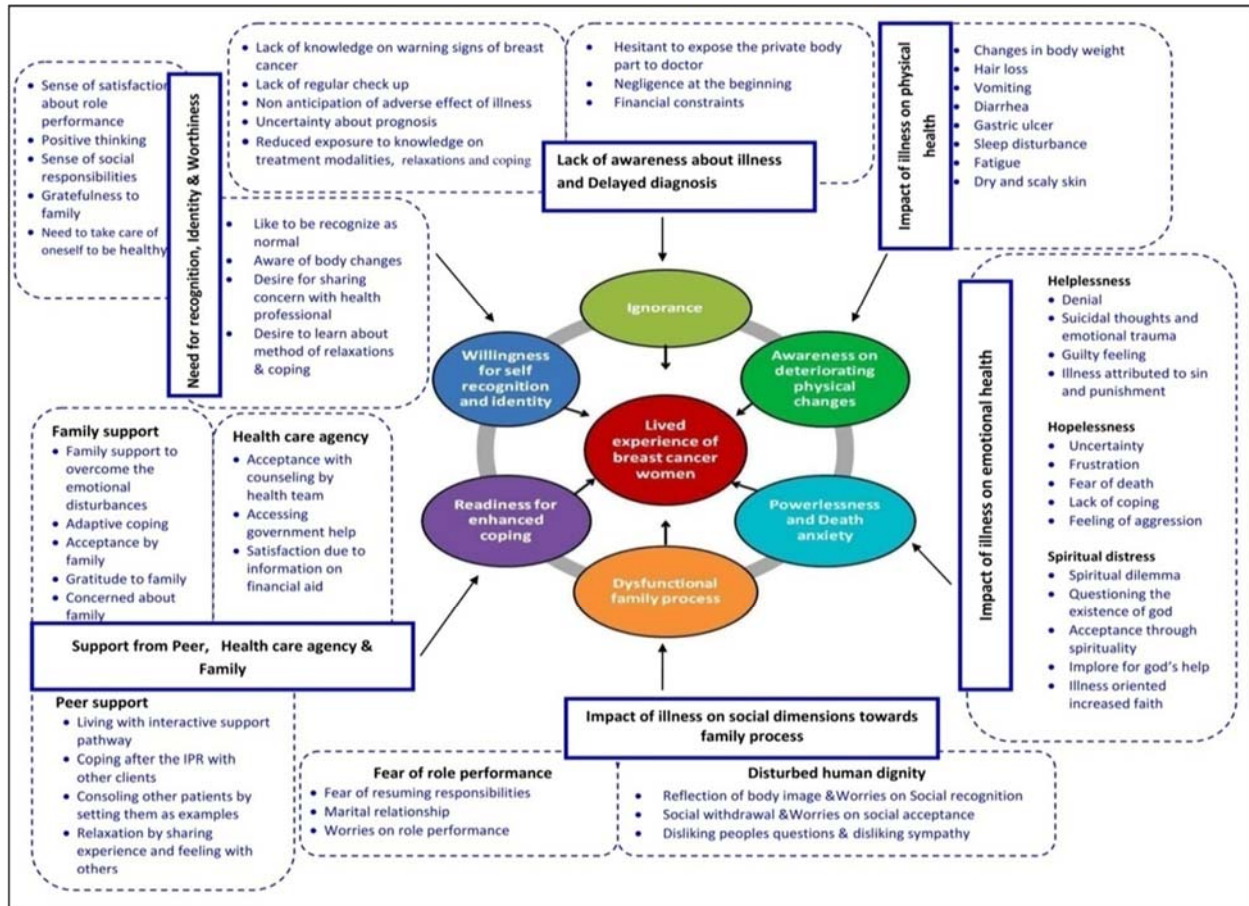 Sense of satisfaction
about role
performance
Positive thinking
Sense of social
responsibilities
Gratefulness to
family
Need to take care of
oneself to be healthy
Need for recognition, Identity & Worthiness
Lack of knowledge on warning signs of breast
cancer
Lack of regular check up
Non anticipation of adverse effect of illness
Uncertainty about prognosis
Reduced exposure to knowledge on
treatment modalities, relaxations and coping
Hesitant to expose the private body
part to doctor
Negligence at the beginning
Financial constraints
Lack of awareness about illness
and Delayed diagnosis
Impact of illness on physical
health
Changes in body weight
Hair loss
Vomiting
Diarrhea
Gastric ulcer
Sleep disturbance
Fatigue
Dry and scaly skin
Like to be recognize as
normal
Aware of body changes
Desire for sharing
concern with health
professional
Desire to learn about
method of relaxations
& coping
Ignorance
Willingness
for self
recognition
and identity
Awareness on
deteriorating
physical
changes
Lived
experience of
breast cancer
women
Readiness for
enhanced
coping
Powerlessness
and Death
anxiety
Dysfunctional
family process
Impact of illness on emotional health
Helplessness
Denial
Suicidal thoughts and
emotional trauma
Guilty feeling
Illness attributed to sin
and punishment
Hopelessness
Uncertainty
Frustration
Fear of death
Lack of coping
Feeling of aggression
Spiritual distress
Spiritual dilemma
Questioning the
existence of god
Acceptance through
spirituality
Implore for god's help
Illness oriented
increased faith
Family support
Family support to
overcome the
emotional
disturbances
Adaptive coping
Acceptance by
family
Gratitude to family
Concerned about
family
Health care agency
Acceptance with
counseling by
health team
Accessing
government help
Satisfaction due to
information on
financial aid
Support from Peer, Health care agency &
Family
Peer support
Living with interactive support
pathway
Coping after the IPR with
other clients
Consoling other patients by
setting them as examples
Relaxation by sharing
experience and feeling with
others
Impact of illness on social dimensions towards
family process
Fear of role performance
Fear of resuming responsibilities
Marital relationship
Worries on role performance
Disturbed human dignity
Reflection of body image &Worries on Social recognition
Social withdrawal &Worries on social acceptance
Disliking peoples questions & disliking sympathy